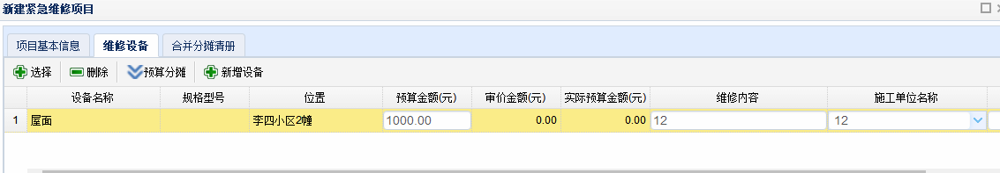 新建紧急维修项目
项目基本信息 维修设备 合并分摊清册
选择 删除 预算分摊 新增设备
设备名称 规格型号 位置 预算金额(元) 审价金额(元) 实际预算金额(元) 维修内容 施工单位名称
1 屋面 李四小区2幢 1000.00 0.00 0.00 12 12